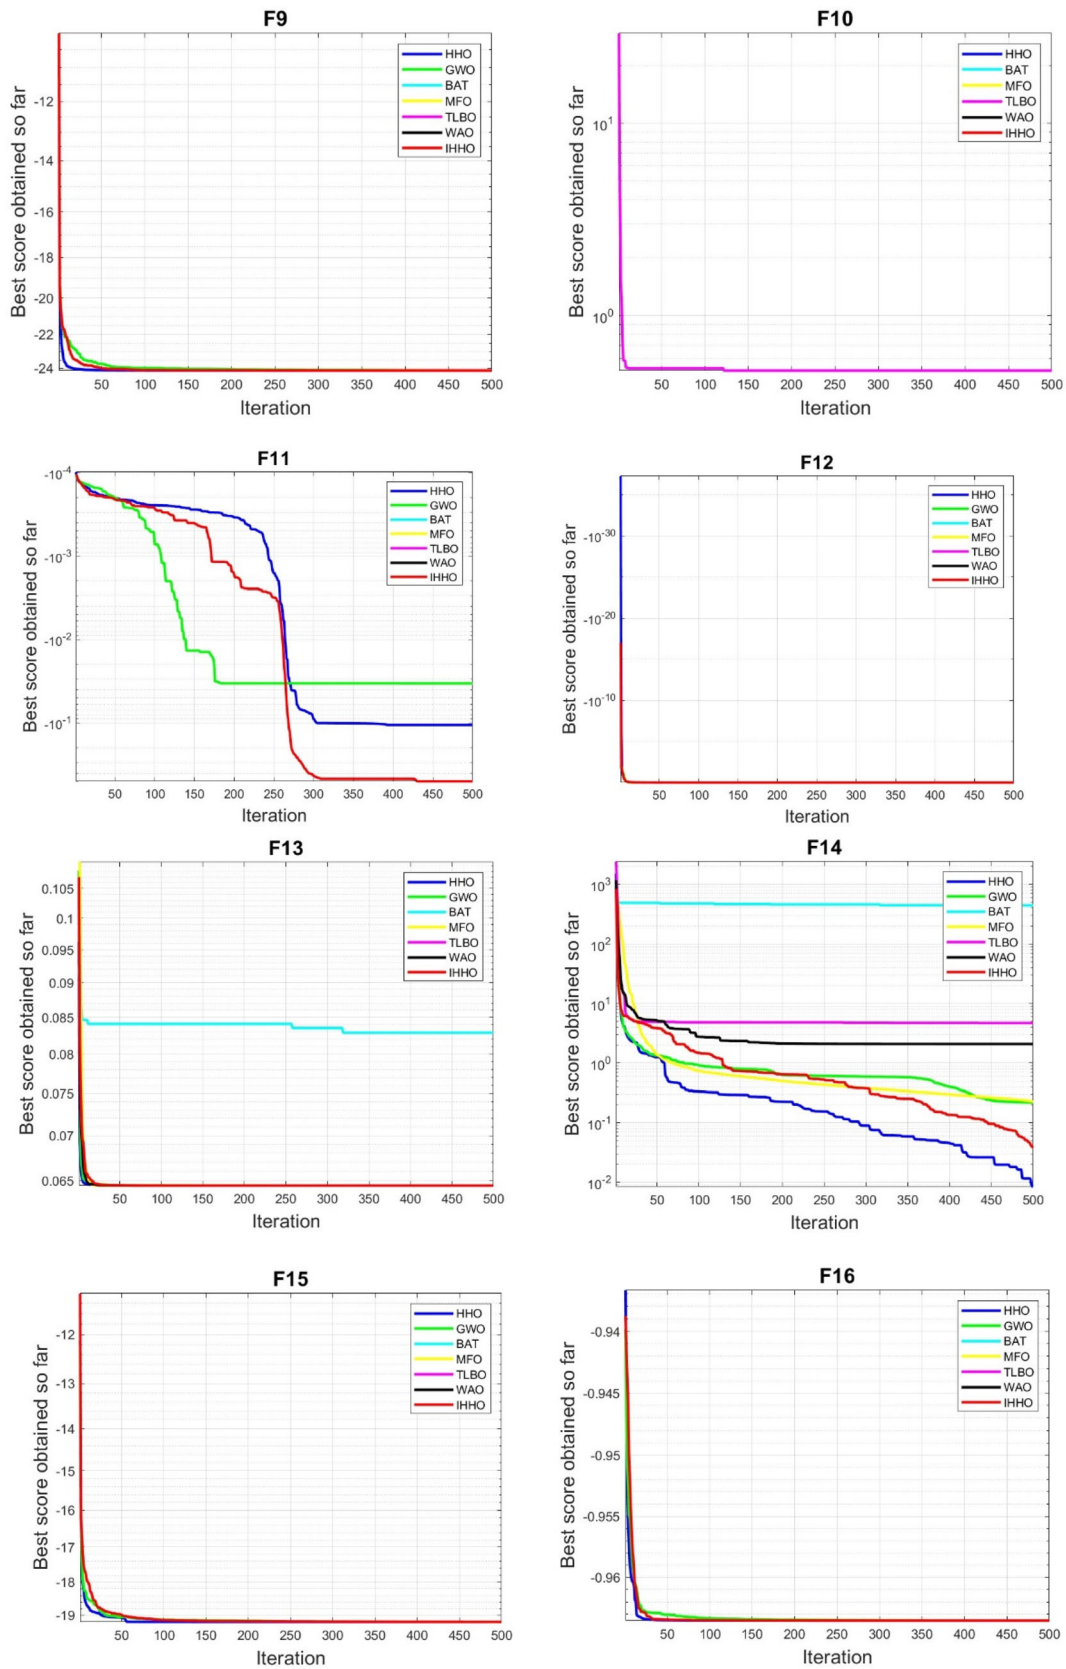 F9
Best score obtained so far
-12
-14
-16
-18
-20
-22
-24
HHO
GWO
BAT
MFO
TLBO
WAO
IHHO
50 100 150 200 250 300 350 400 450 500
Iteration
F10
Best score obtained so far
10^1
10^0
HHO
BAT
MFO
TLBO
WAO
IHHO
50 100 150 200 250 300 350 400 450 500
Iteration
F11
Best score obtained so far
-10^-4
-10^-3
-10^-2
-10^-1
HHO
GWO
BAT
MFO
TLBO
WAO
IHHO
50 100 150 200 250 300 350 400 450 500
Iteration
F12
Best score obtained so far
-10^-30
-10^-20
-10^-10
HHO
GWO
BAT
MFO
TLBO
WAO
IHHO
50 100 150 200 250 300 350 400 450 500
Iteration
F13
Best score obtained so far
0.105
0.1
0.095
0.09
0.085
0.08
0.075
0.07
0.065
HHO
GWO
BAT
MFO
TLBO
WAO
IHHO
50 100 150 200 250 300 350 400 450 500
Iteration
F14
Best score obtained so far
10^3
10^2
10^1
10^0
10^-1
10^-2
HHO
GWO
BAT
MFO
TLBO
WAO
IHHO
50 100 150 200 250 300 350 400 450 500
Iteration
F15
Best score obtained so far
-12
-13
-14
-15
-16
-17
-18
-19
HHO
GWO
BAT
MFO
TLBO
WAO
IHHO
50 100 150 200 250 300 350 400 450 500
Iteration
F16
Best score obtained so far
-0.94
-0.945
-0.95
-0.955
-0.96
HHO
GWO
BAT
MFO
TLBO
WAO
IHHO
50 100 150 200 250 300 350 400 450 500
Iteration